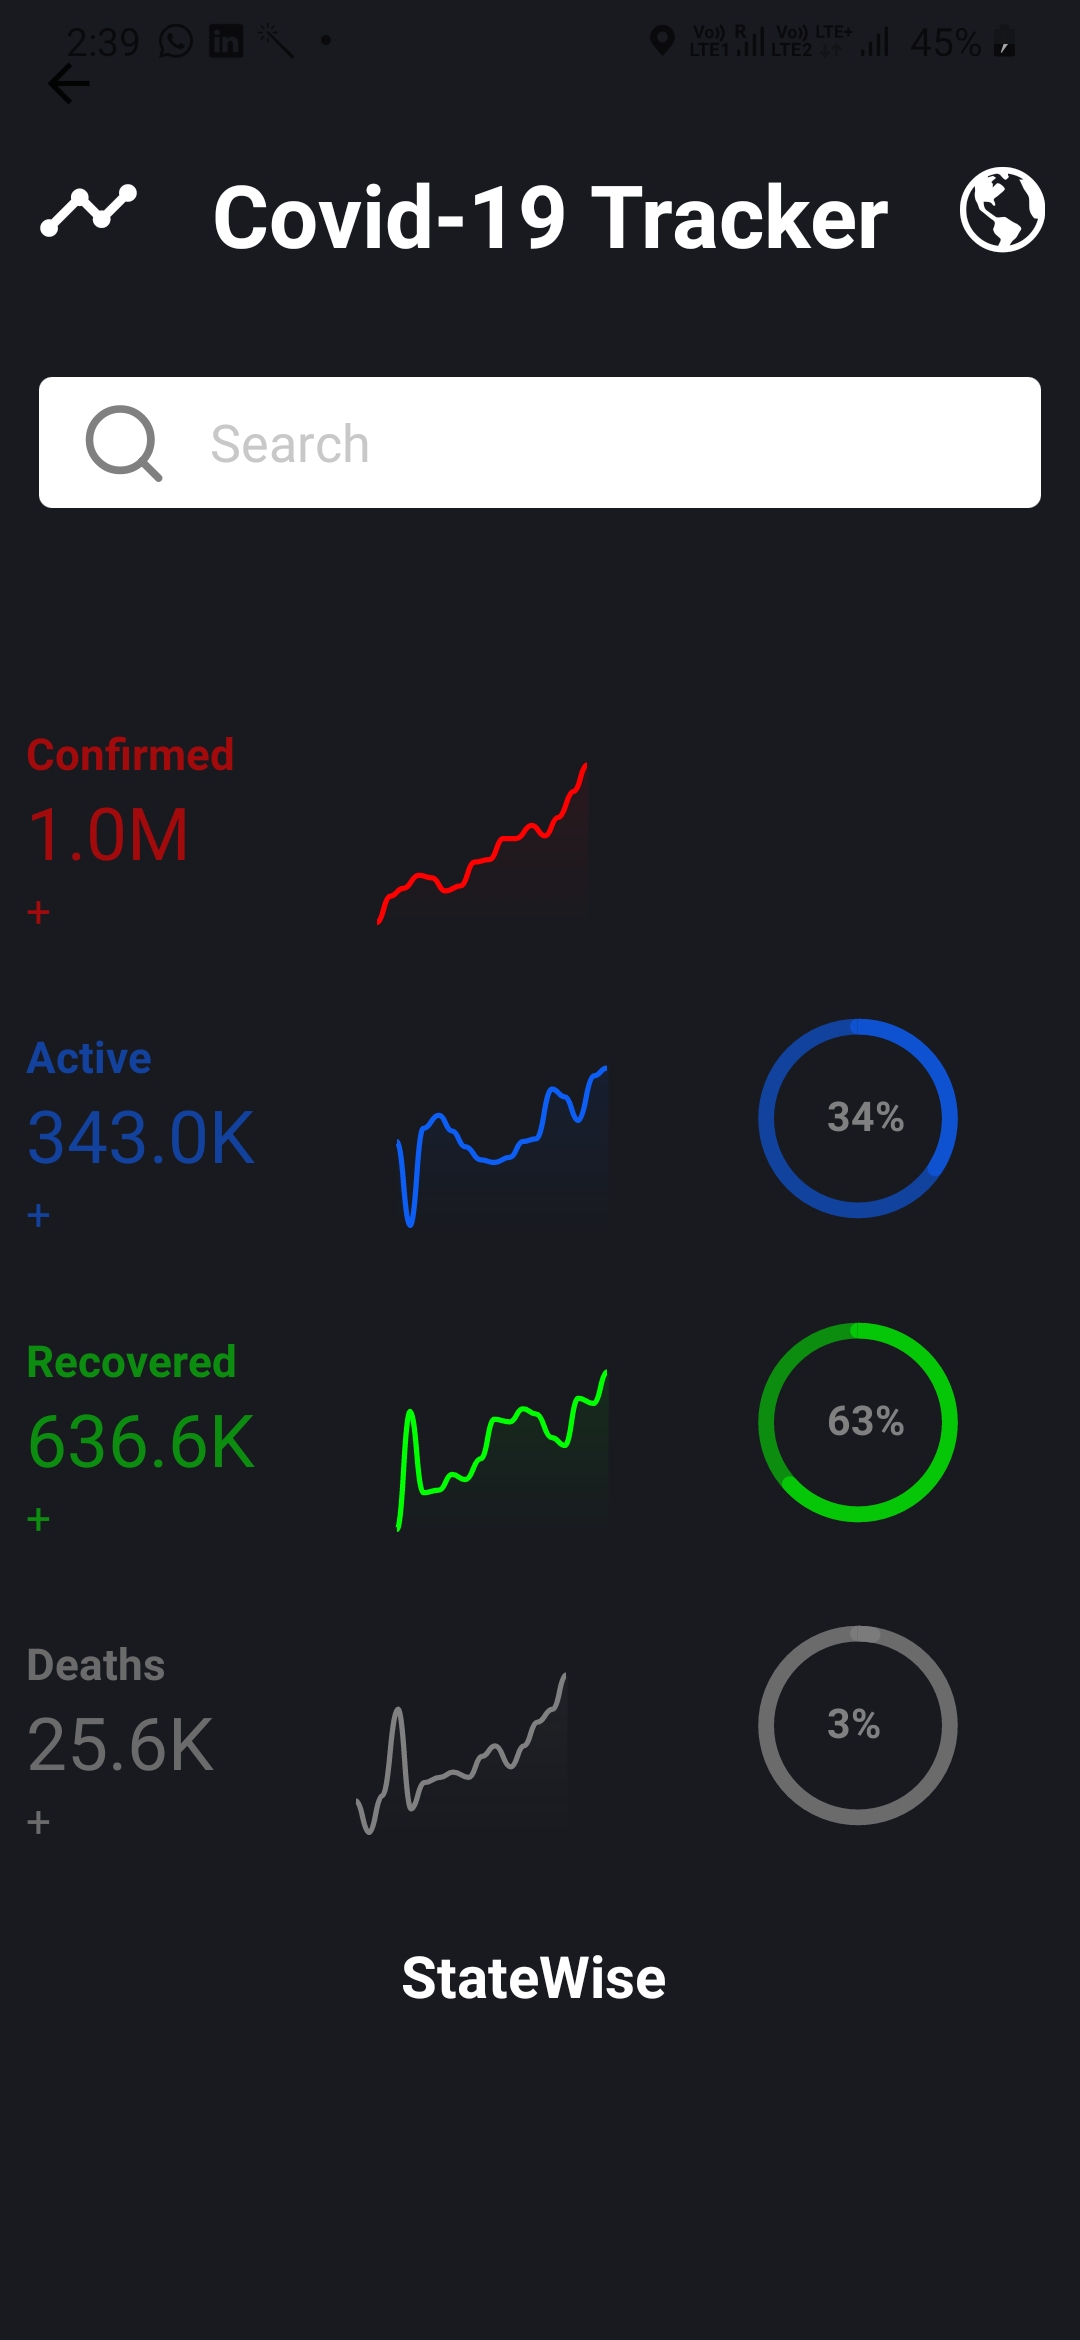 2:39 in Vo)) R Vo)) LTE+ 45%
LTE1 LTE2
Covid-19 Tracker
Search
Confirmed
1.0M
+
Active
343.0K
+
34%
Recovered
636.6K
+
63%
Deaths
25.6K
+
3%
StateWise